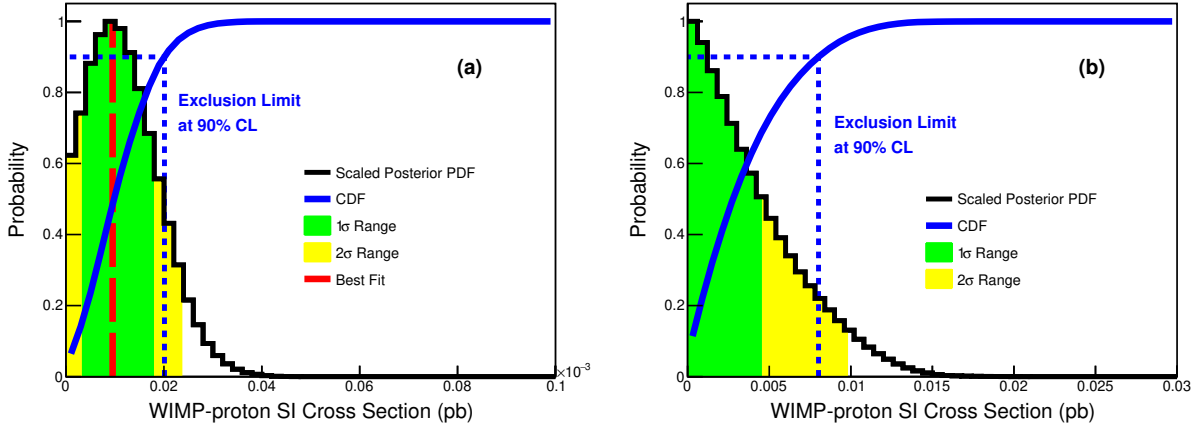 1
0.8
0.6
0.4
0.2
0
Probability
(a)
Exclusion Limit
at 90% CL
Scaled Posterior PDF
CDF
1σ Range
2σ Range
Best Fit
0 0.02 0.04 0.06 0.08 0.1
×10⁻³
WIMP-proton SI Cross Section (pb)
1
0.8
0.6
0.4
0.2
0
Probability
(b)
Exclusion Limit
at 90% CL
Scaled Posterior PDF
CDF
1σ Range
2σ Range
0 0.005 0.01 0.015 0.02 0.025 0.03
WIMP-proton SI Cross Section (pb)